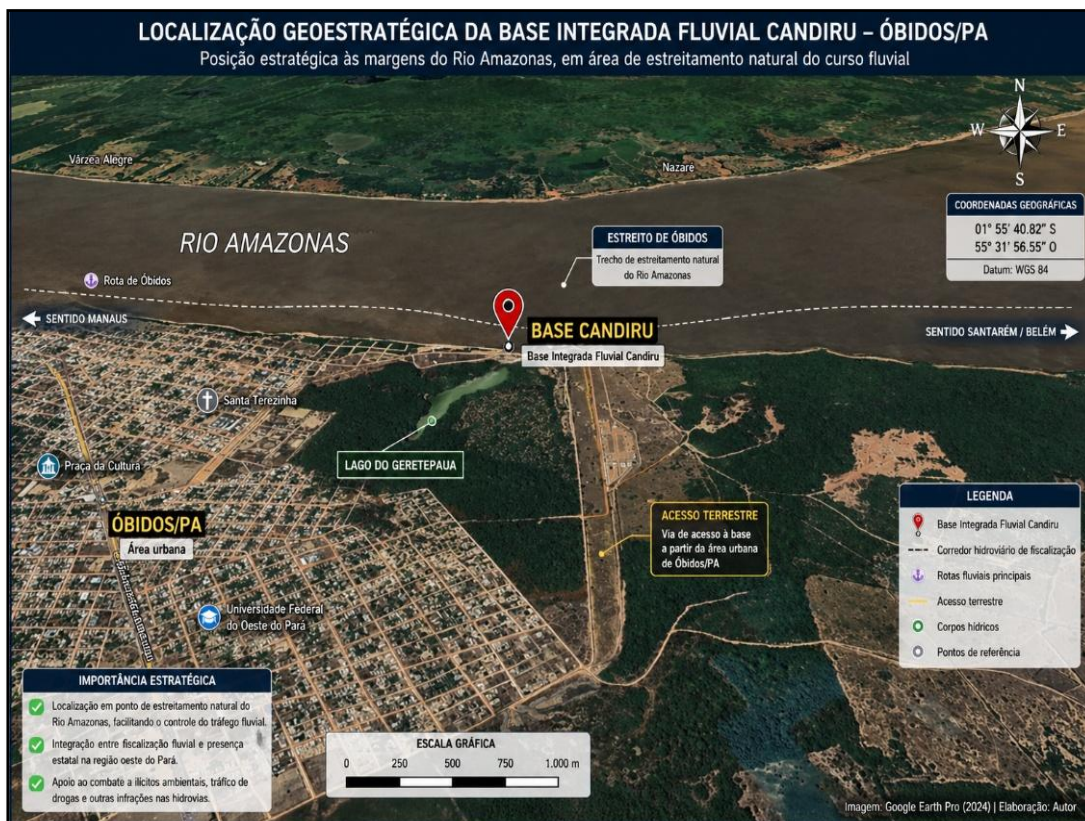 LOCALIZAÇÃO GEOESTRATÉGICA DA BASE INTEGRADA FLUVIAL CANDIRU – ÓBIDOS/PA
Posição estratégica às margens do Rio Amazonas, em área de estreitamento natural do curso fluvial
N
W
E
S
Várzea Alegre
Nazaré
COORDENADAS GEOGRÁFICAS
01° 55' 40.82" S
55° 31' 56.55" O
Datum: WGS 84
RIO AMAZONAS
ESTREITO DE ÓBIDOS
Trecho de estreitamento natural
do Rio Amazonas
Rota de Óbidos
SENTIDO MANAUS
BASE CANDIRU
Base Integrada Fluvial Candiru
SENTIDO SANTARÉM / BELÉM
Santa Terezinha
Praça da Cultura
LAGO DO GERETEPAUA
ÓBIDOS/PA
Área urbana
ACESSO TERRESTRE
Via de acesso à base
a partir da área urbana
de Óbidos/PA
Universidade Federal
do Oeste do Pará
LEGENDA
Base Integrada Fluvial Candiru
Corredor hidroviário de fiscalização
Rotas fluviais principais
Acesso terrestre
Corpos hídricos
Pontos de referência
IMPORTÂNCIA ESTRATÉGICA
Localização em ponto de estreitamento natural do
Rio Amazonas, facilitando o controle do tráfego fluvial.
Integração entre fiscalização fluvial e presença
estatal na região oeste do Pará.
Apoio ao combate a ilícitos ambientais, tráfico de
drogas e outras infrações nas hidrovias.
ESCALA GRÁFICA
0 250 500 750 1.000 m
Imagem: Google Earth Pro (2024) | Elaboração: Autor